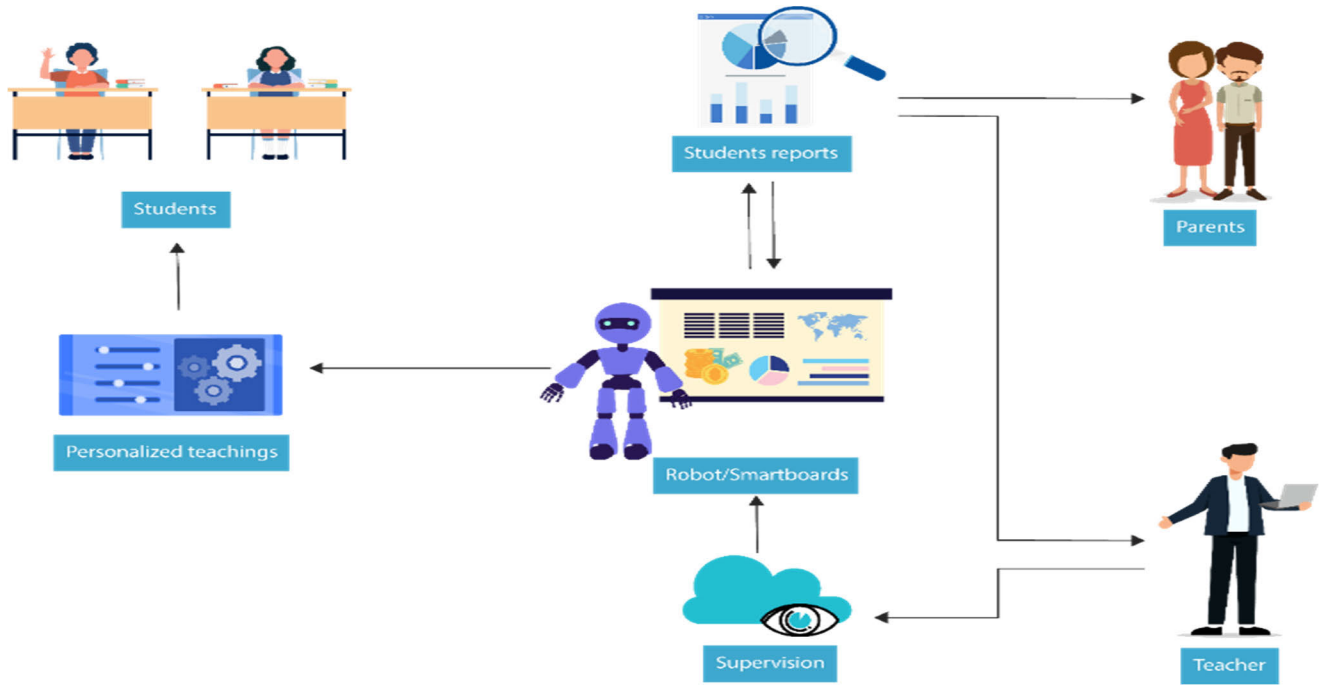 Students reports
Students
Parents
Personalized teachings
Robot/Smartboards
Supervision
Teacher